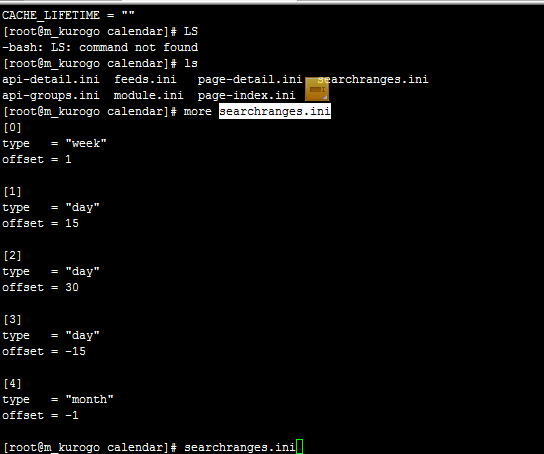 CACHE_LIFETIME = ""
[root@m_kurogo calendar]# LS
-bash: LS: command not found
[root@m_kurogo calendar]# ls
api-detail.ini  feeds.ini   page-detail.ini  searchranges.ini
api-groups.ini  module.ini  page-index.ini
[root@m_kurogo calendar]# more searchranges.ini
[0]
type   = "week"
offset = 1
[1]
type   = "day"
offset = 15
[2]
type   = "day"
offset = 30
[3]
type   = "day"
offset = -15
[4]
type   = "month"
offset = -1
[root@m_kurogo calendar]# searchranges.ini